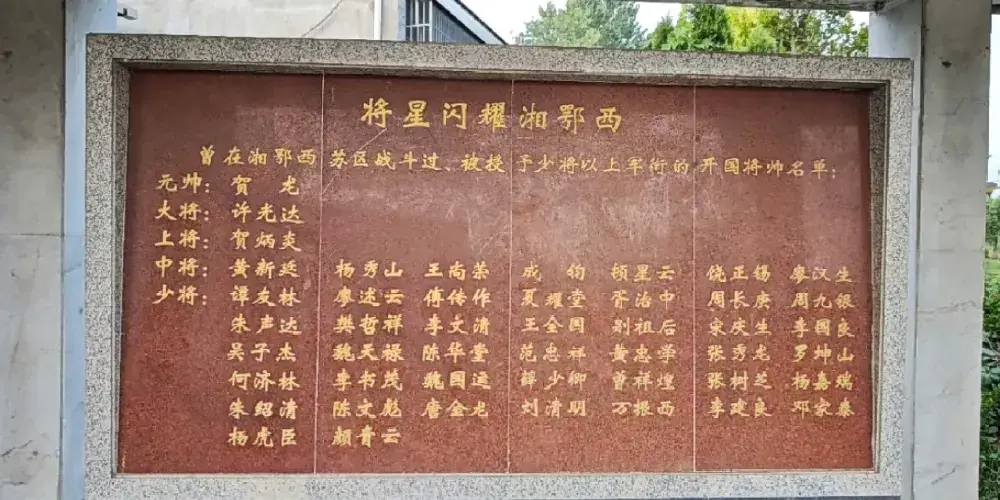 将星闪耀湘鄂西
曾在湘鄂西苏区战斗过、被授予少将以上军衔的开国将帅名单：
元帅：贺龙
大将：许光达
上将：贺炳炎
中将：黄新廷 杨秀山 王尚荣 成钧 顿星云 饶正锡 廖汉生
少将：谭友林 廖述云 傅传作 夏耀堂 胥治中 周长庚 周九银
朱声达 樊哲祥 李文清 王全国 别祖后 宋庆生 李国良
吴子杰 魏天禄 陈华堂 范忠祥 黄忠学 张秀龙 罗坤山
何济林 李书茂 魏国运 薛少卿 曾祥煌 张树芝 杨嘉瑞
朱绍清 陈文彪 唐金龙 刘清明 万振西 李建良 邓家泰
杨虎臣 颜青云